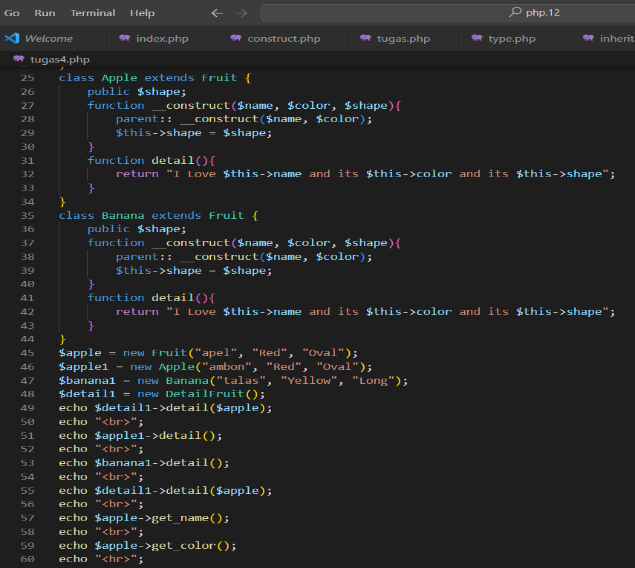 Go Run Terminal Help ← → php.12
Welcome index.php construct.php tugas.php type.php inherit
tugas4.php
25 class Apple extends Fruit {
26 public $shape;
27 function __construct($name, $color, $shape){
28 parent:: __construct($name, $color);
29 $this->shape = $shape;
30 }
31 function detail(){
32 return "I Love $this->name and its $this->color and its $this->shape";
33 }
34 }
35 class Banana extends Fruit {
36 public $shape;
37 function __construct($name, $color, $shape){
38 parent:: __construct($name, $color);
39 $this->shape = $shape;
40 }
41 function detail(){
42 return "I Love $this->name and its $this->color and its $this->shape";
43 }
44 }
45 $apple = new Fruit("apel", "Red", "Oval");
46 $apple1 = new Apple("ambon", "Red", "Oval");
47 $banana1 = new Banana("talas", "Yellow", "Long");
48 $detail1 = new DetailFruit();
49 echo $detail1->detail($apple);
50 echo "<br>";
51 echo $apple1->detail();
52 echo "<br>";
53 echo $banana1->detail();
54 echo "<br>";
55 echo $detail1->detail($apple);
56 echo "<br>";
57 echo $apple->get_name();
58 echo "<br>";
59 echo $apple->get_color();
60 echo "<br>";